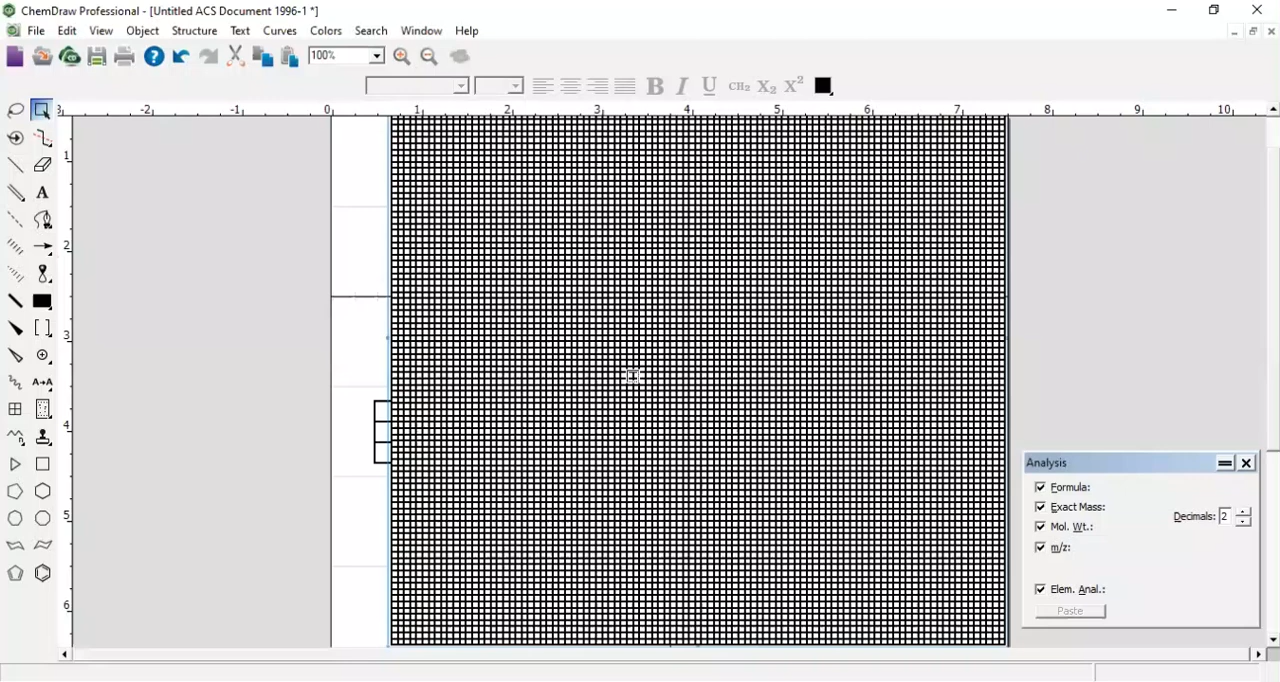 ChemDraw Professional - [Untitled ACS Document 1996-1 *]
File Edit View Object Structure Text Curves Colors Search Window Help
100%
B I U CH₂ X₂ X²
-2 -1 0 1 2 3 4 5 6 7 8 9 10
1
A
2
3
4
5
6
A→A
Analysis
Formula:
Exact Mass:
Decimals: 2
Mol. Wt.:
m/z:
Elem. Anal.:
Paste